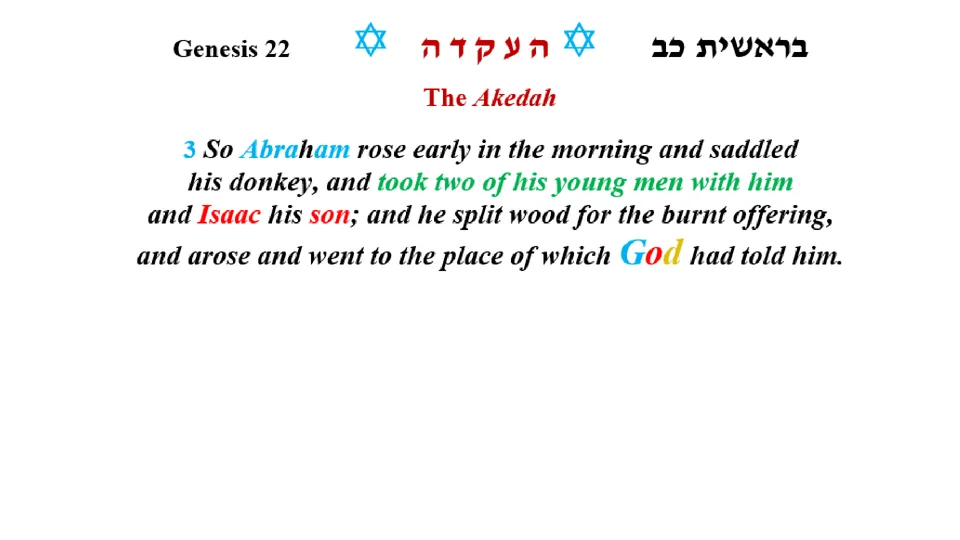 Genesis 22 ✡ ה ע ק ד ה ✡ בראשית כב
The Akedah
3 So Abraham rose early in the morning and saddled
his donkey, and took two of his young men with him
and Isaac his son; and he split wood for the burnt offering,
and arose and went to the place of which God had told him.